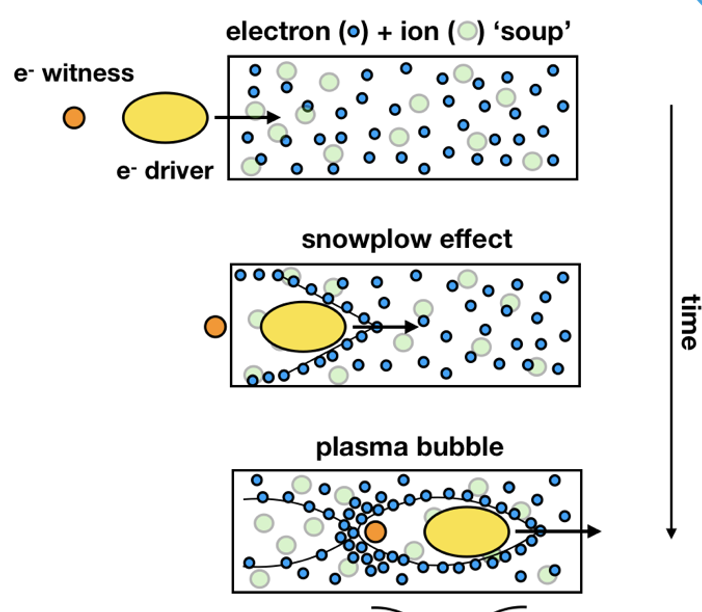 electron (●) + ion (●) ‘soup’
e- witness
e- driver
snowplow effect
time
plasma bubble